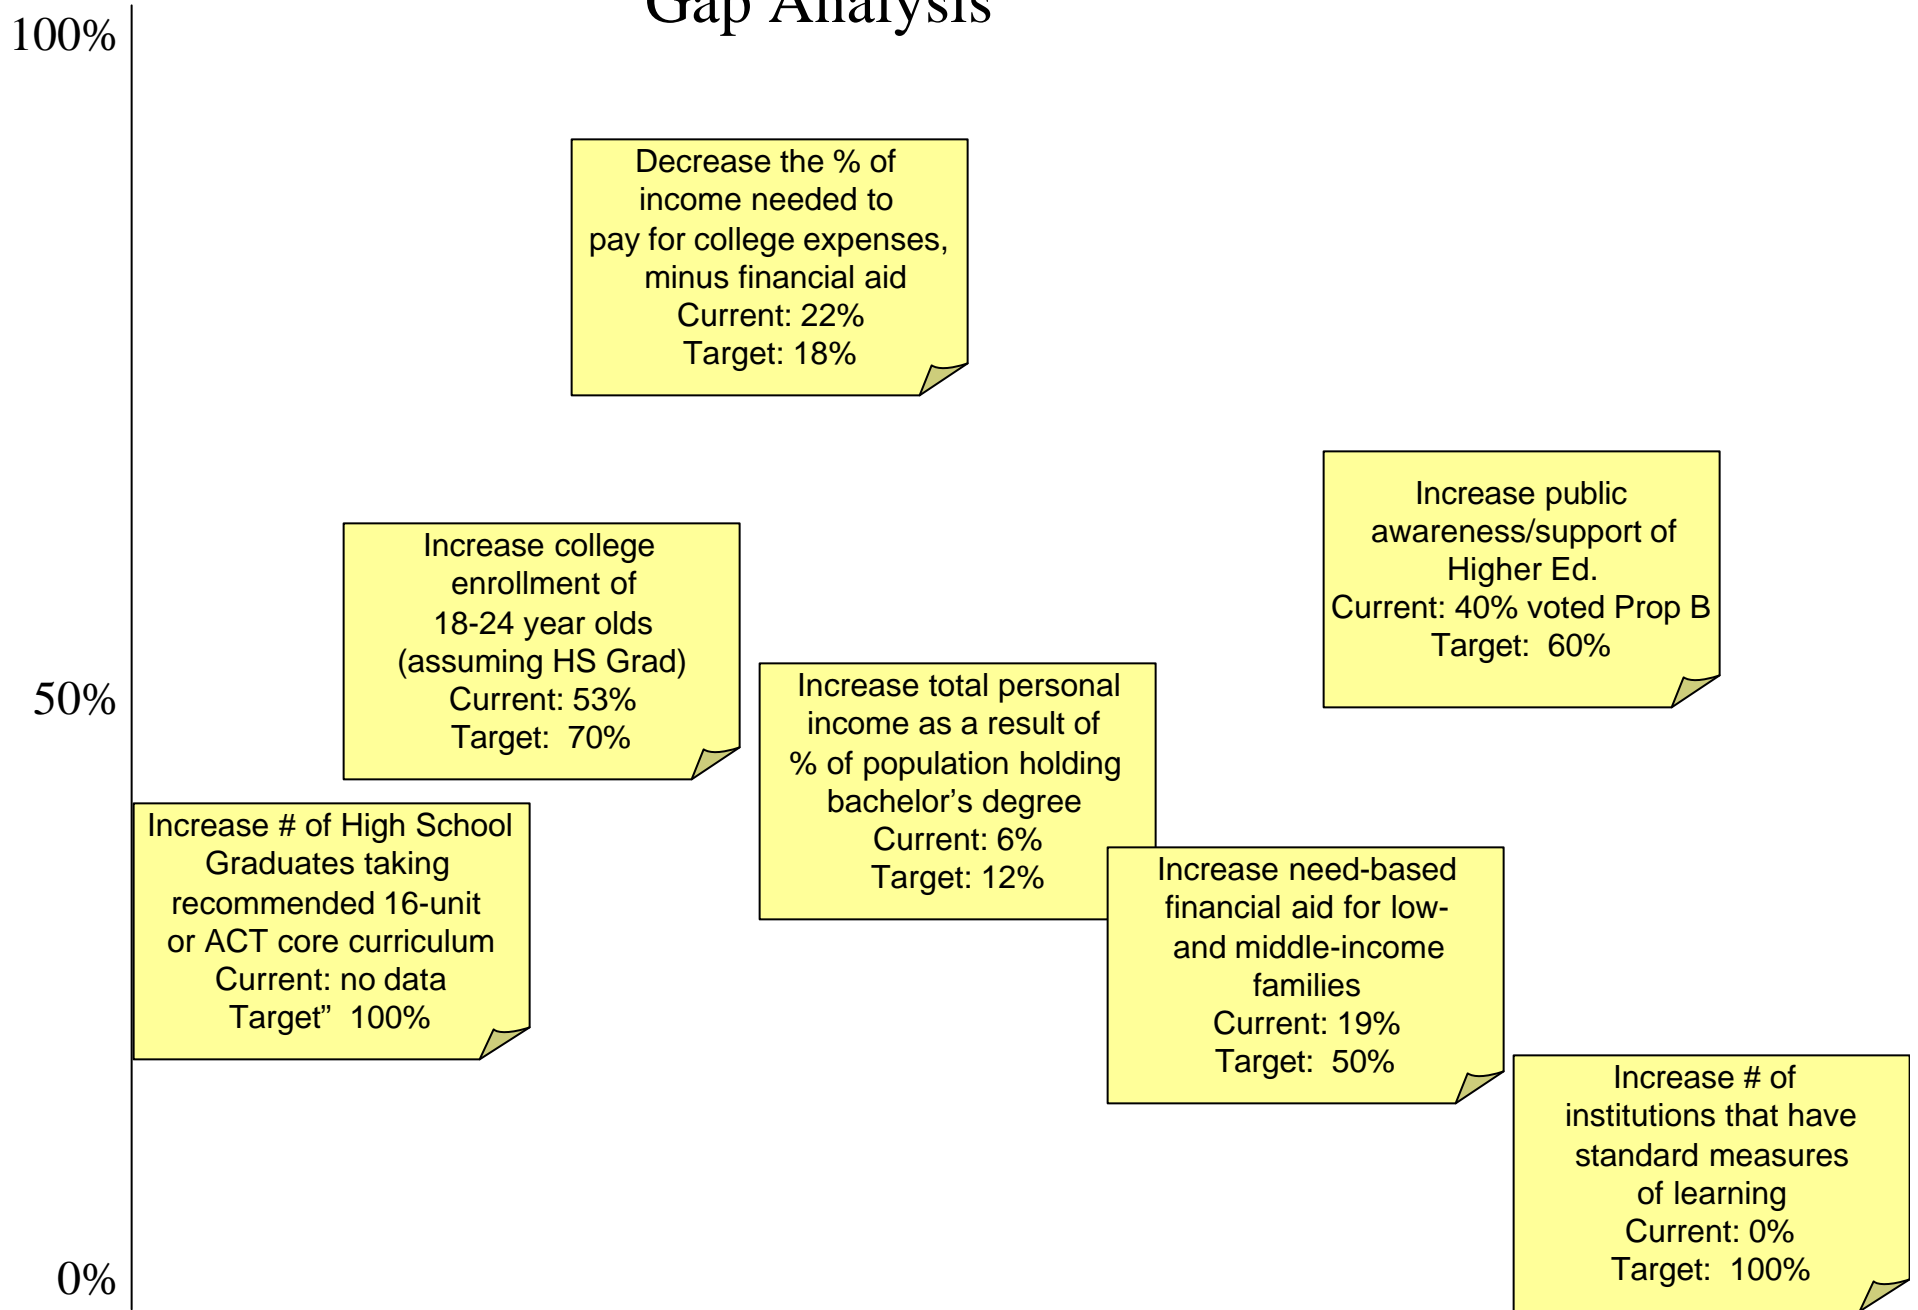 Gap Analysis
100%
50%
0%
Decrease the % of
income needed to
pay for college expenses,
minus financial aid
Current: 22%
Target: 18%
Increase public
awareness/support of
Higher Ed.
Current: 40% voted Prop B
Target: 60%
Increase college
enrollment of
18-24 year olds
(assuming HS Grad)
Current: 53%
Target: 70%
Increase total personal
income as a result of
% of population holding
bachelor’s degree
Current: 6%
Target: 12%
Increase # of High School
Graduates taking
recommended 16-unit
or ACT core curriculum
Current: no data
Target” 100%
Increase need-based
financial aid for low-
and middle-income
families
Current: 19%
Target: 50%
Increase # of
institutions that have
standard measures
of learning
Current: 0%
Target: 100%